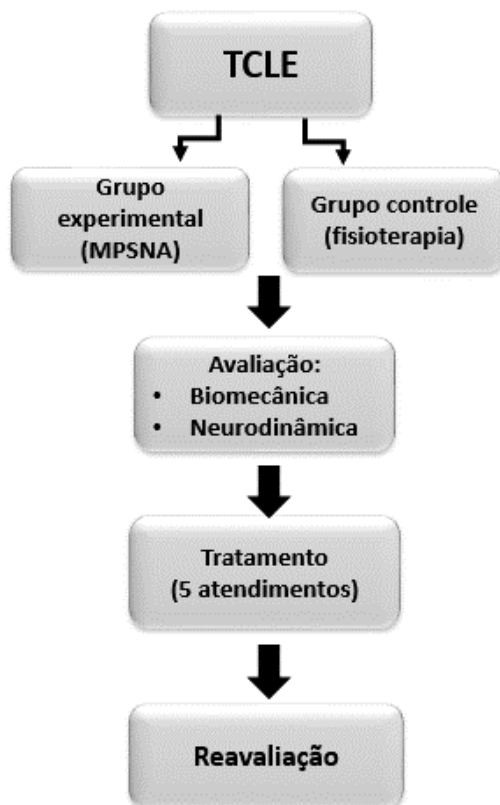 TCLE
Grupo
experimental
(MPSNA)
Grupo controle
(fisioterapia)
Avaliação:
• Biomecânica
• Neurodinâmica
Tratamento
(5 atendimentos)
Reavaliação